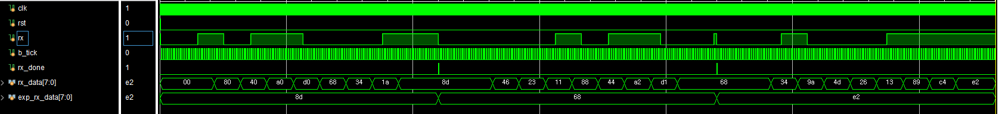 clk 1
rst 0
rx 1
b_tick 0
rx_done 1
rx_data[7:0] e2 00 80 40 a0 d0 68 34 1a 8d 46 23 11 88 44 a2 d1 68 34 9a 4d 26 13 89 c4 e2
exp_rx_data[7:0] e2 8d 68 e2